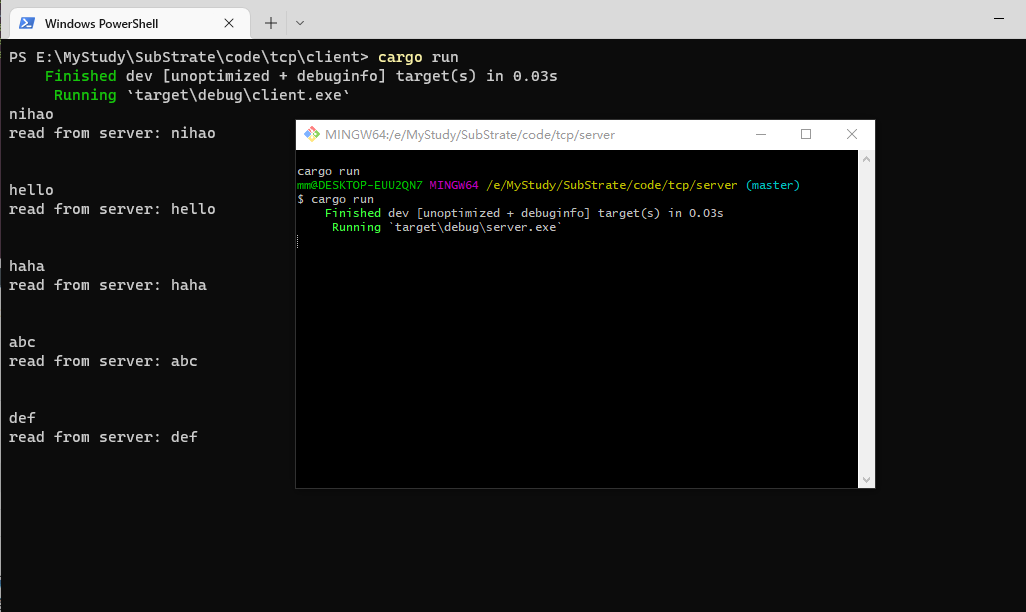 Windows PowerShell
PS E:\MyStudy\SubStrate\code\tcp\client> cargo run
Finished dev [unoptimized + debuginfo] target(s) in 0.03s
Running `target\debug\client.exe`
nihao
read from server: nihao
hello
read from server: hello
haha
read from server: haha
abc
read from server: abc
def
read from server: def
MINGW64:/e/MyStudy/SubStrate/code/tcp/server
cargo run
mm@DESKTOP-EUU2QN7 MINGW64 /e/MyStudy/SubStrate/code/tcp/server (master)
$ cargo run
Finished dev [unoptimized + debuginfo] target(s) in 0.03s
Running `target\debug\server.exe`